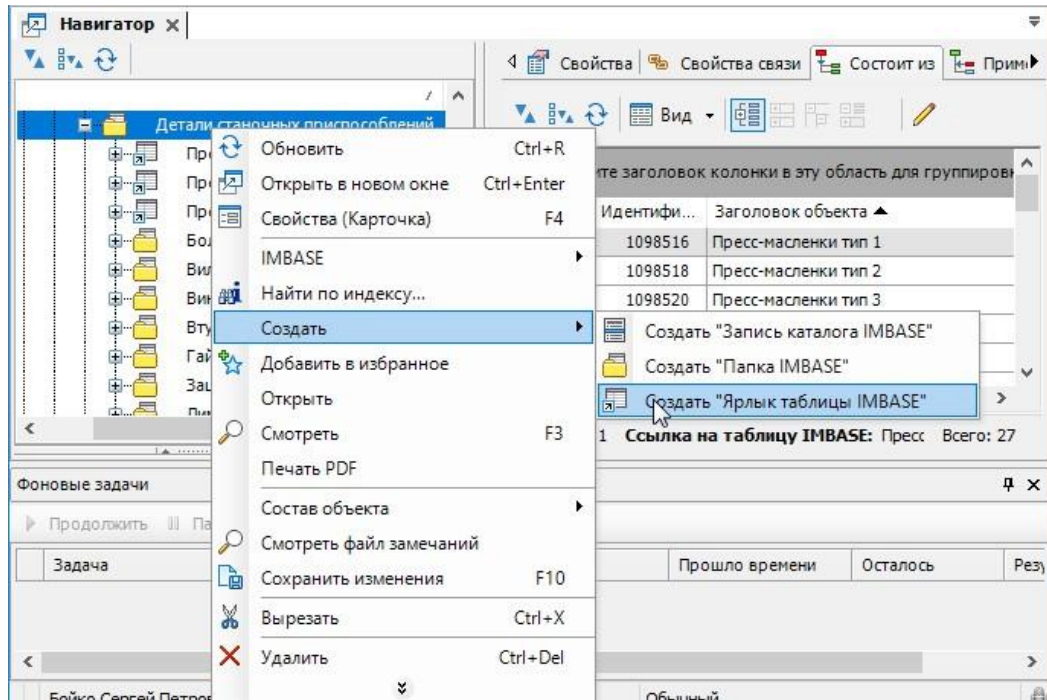 Навигатор
Свойства
Свойства связи
Состоит из
Вид
Детали станочных приспособлений
Обновить Ctrl+R
Открыть в новом окне Ctrl+Enter
Свойства (Карточка) F4
IMBASE
Найти по индексу...
Создать
Добавить в избранное
Открыть
Смотреть F3
Печать PDF
Состав объекта
Смотреть файл замечаний
Сохранить изменения F10
Вырезать Ctrl+X
Удалить Ctrl+Del
заголовок колонки в эту область для
Идентифи... Заголовок объекта
1098516 Пресс-масленки тип 1
1098518 Пресс-масленки тип 2
1098520 Пресс-масленки тип 3
Создать "Запись каталога IMBASE"
Создать "Папка IMBASE"
Создать "Ярлык таблицы IMBASE"
1 Ссылка на таблицу IMBASE: Пресс Всего: 27
Фоновые задачи
Продолжить
Задача Прошло времени Осталось
Бойко Сергей
Обычный